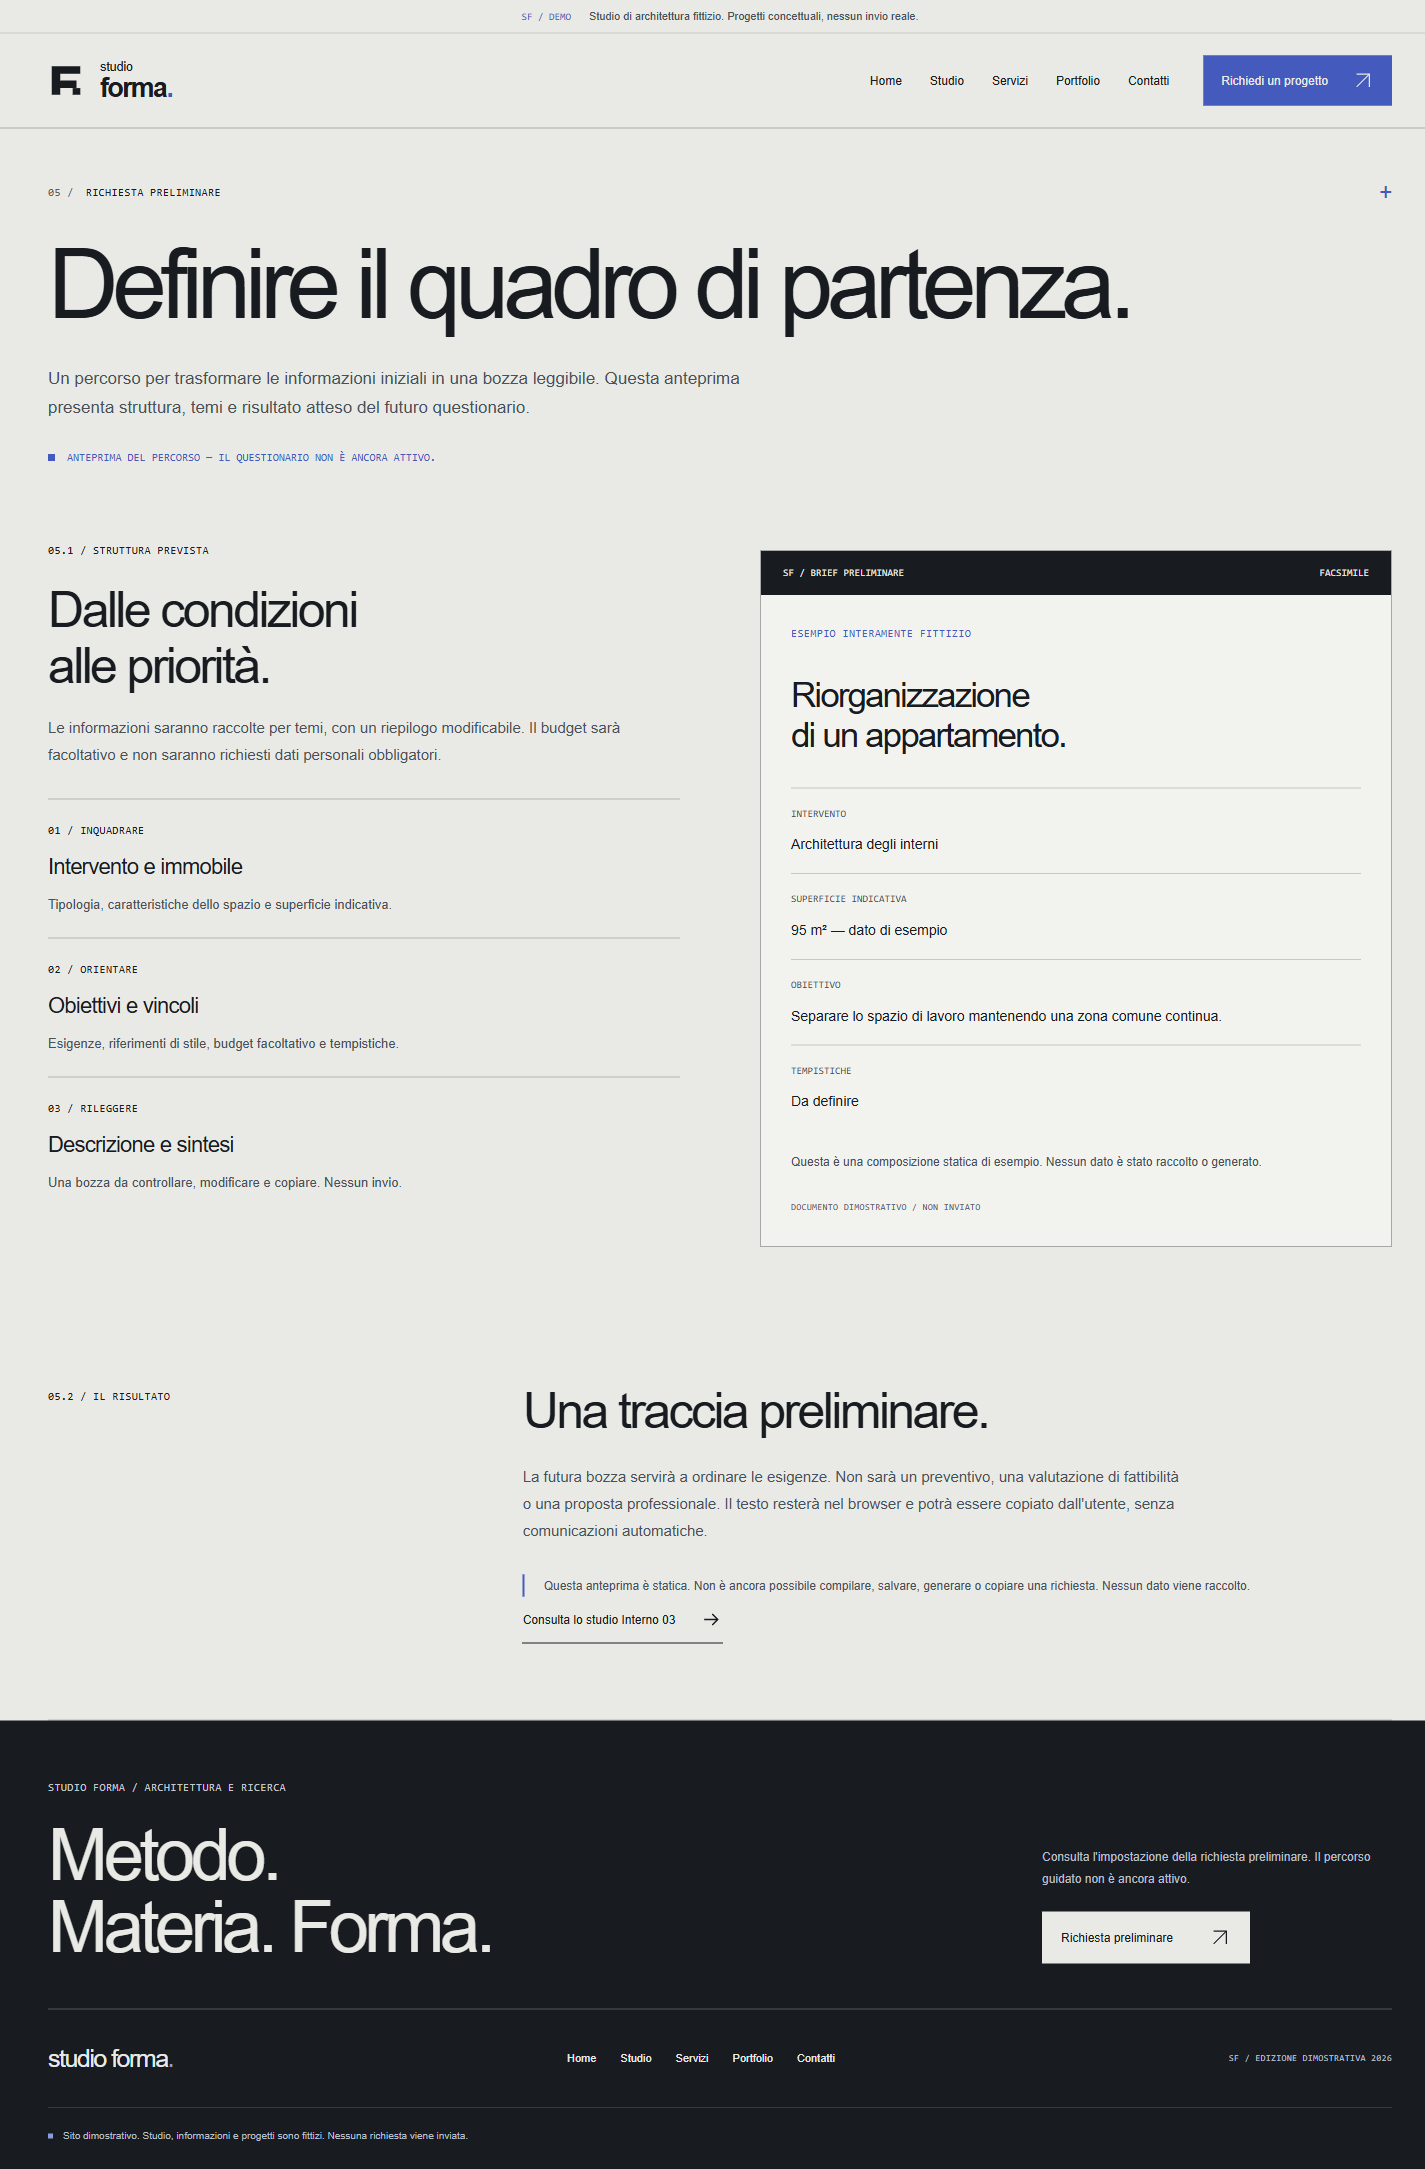 SF / DEMO Studio di architettura fittizio. Progetti concettuali, nessun invio reale.
studio
forma.
Home Studio Servizi Portfolio Contatti Richiedi un progetto
05 / RICHIESTA PRELIMINARE +
Definire il quadro di partenza.
Un percorso per trasformare le informazioni iniziali in una bozza leggibile. Questa anteprima
presenta struttura, temi e risultato atteso del futuro questionario.
ANTEPRIMA DEL PERCORSO — IL QUESTIONARIO NON È ANCORA ATTIVO.
05.1 / STRUTTURA PREVISTA
Dalle condizioni
alle priorità.
Le informazioni saranno raccolte per temi, con un riepilogo modificabile. Il budget sarà
facoltativo e non saranno richiesti dati personali obbligatori.
01 / INQUADRARE
Intervento e immobile
Tipologia, caratteristiche dello spazio e superficie indicativa.
02 / ORIENTARE
Obiettivi e vincoli
Esigenze, riferimenti di stile, budget facoltativo e tempistiche.
03 / RILEGGERE
Descrizione e sintesi
Una bozza da controllare, modificare e copiare. Nessun invio.
SF / BRIEF PRELIMINARE FACSIMILE
ESEMPIO INTERAMENTE FITTIZIO
Riorganizzazione
di un appartamento.
INTERVENTO
Architettura degli interni
SUPERFICIE INDICATIVA
95 m² — dato di esempio
OBIETTIVO
Separare lo spazio di lavoro mantenendo una zona comune continua.
TEMPISTICHE
Da definire
Questa è una composizione statica di esempio. Nessun dato è stato raccolto o generato.
DOCUMENTO DIMOSTRATIVO / NON INVIATO
05.2 / IL RISULTATO
Una traccia preliminare.
La futura bozza servirà a ordinare le esigenze. Non sarà un preventivo, una valutazione di fattibilità
o una proposta professionale. Il testo resterà nel browser e potrà essere copiato dall'utente, senza
comunicazioni automatiche.
Questa anteprima è statica. Non è ancora possibile compilare, salvare, generare o copiare una richiesta. Nessun dato viene raccolto.
Consulta lo studio Interno 03
STUDIO FORMA / ARCHITETTURA E RICERCA
Metodo.
Materia. Forma.
Consulta l'impostazione della richiesta preliminare. Il percorso
guidato non è ancora attivo.
Richiesta preliminare
studio forma.
Home Studio Servizi Portfolio Contatti
SF / EDIZIONE DIMOSTRATIVA 2026
Sito dimostrativo. Studio, informazioni e progetti sono fittizi. Nessuna richiesta viene inviata.